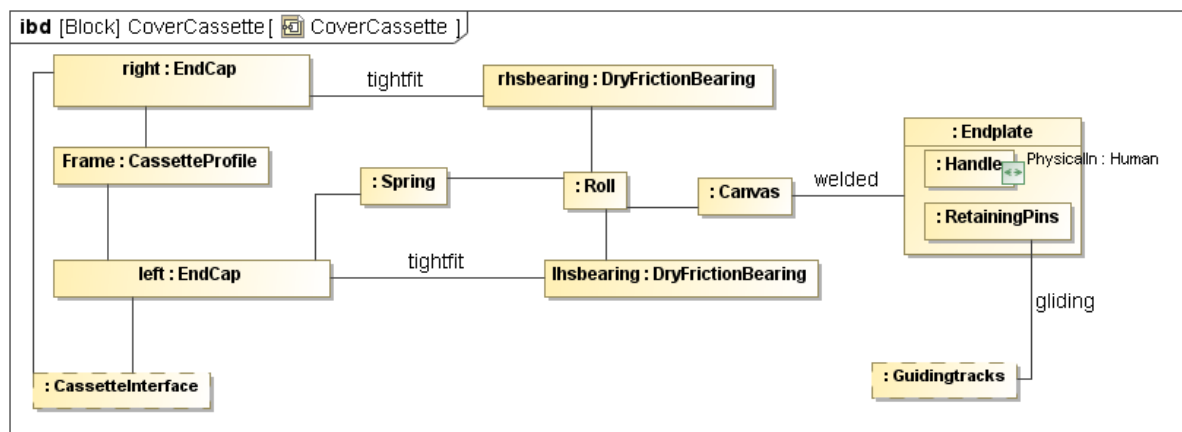 ibd [Block] CoverCassette [ CoverCassette ]
right : EndCap
tightfit
rhsbearing : DryFrictionBearing
: Endplate
: Handle
PhysicalIn : Human
Frame : CassetteProfile
: Spring
: Roll
: Canvas
welded
: RetainingPins
left : EndCap
tightfit
lhsbearing : DryFrictionBearing
gliding
: CassetteInterface
: Guidingtracks